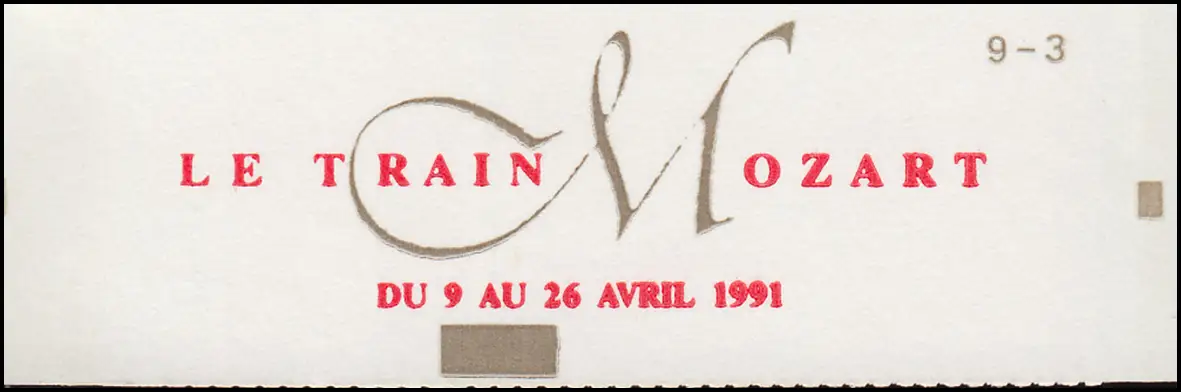 9-3
LE TRAIN MOZART
DU 9 AU 26 AVRIL 1991